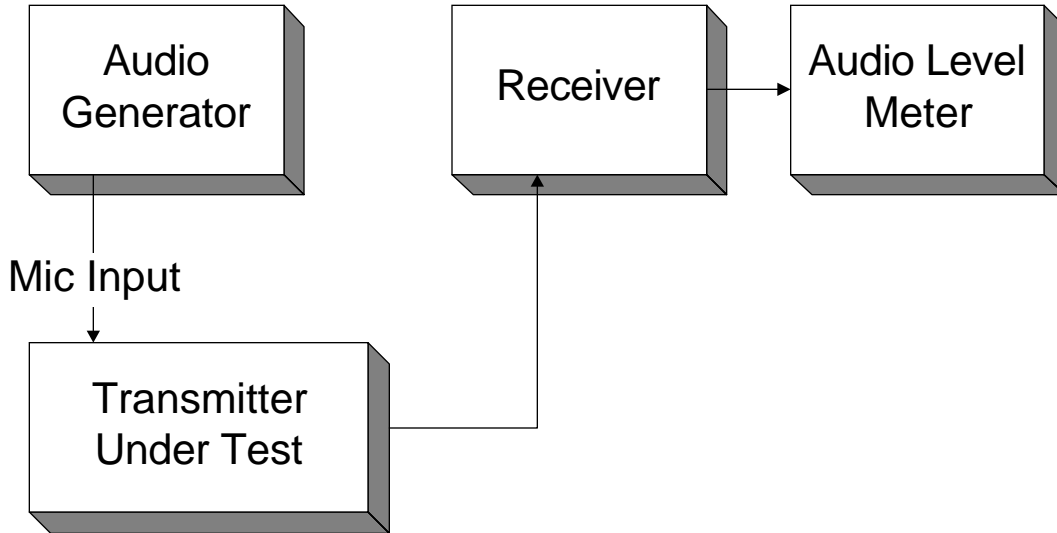 Audio
Generator
Receiver
Audio Level
Meter
Mic Input
Transmitter
Under Test